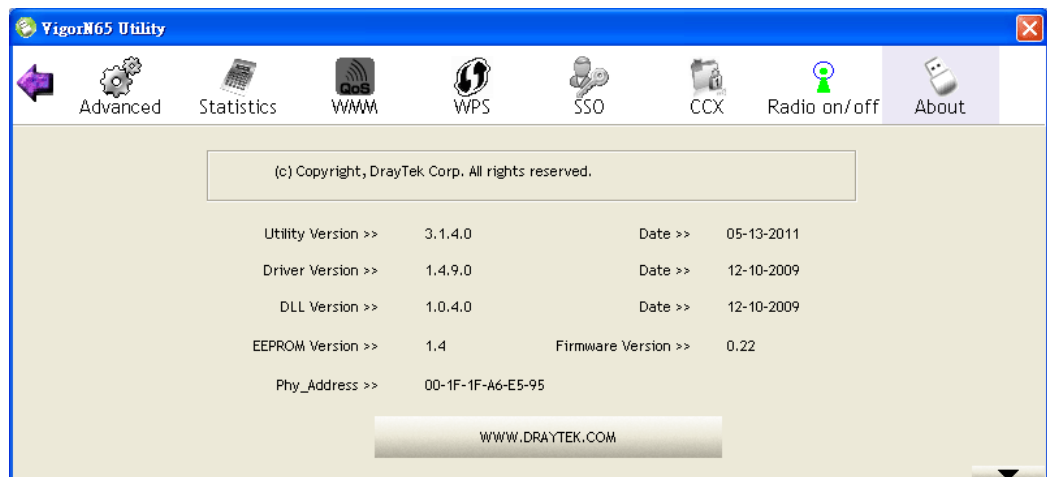 VigorN65 Utility
Advanced Statistics QoS WMM WPS SSO CCX Radio on/off About
(c) Copyright, DrayTek Corp. All rights reserved.
Utility Version >> 3.1.4.0 Date >> 05-13-2011
Driver Version >> 1.4.9.0 Date >> 12-10-2009
DLL Version >> 1.0.4.0 Date >> 12-10-2009
EEPROM Version >> 1.4 Firmware Version >> 0.22
Phy_Address >> 00-1F-1F-A6-E5-95
WWW.DRAYTEK.COM